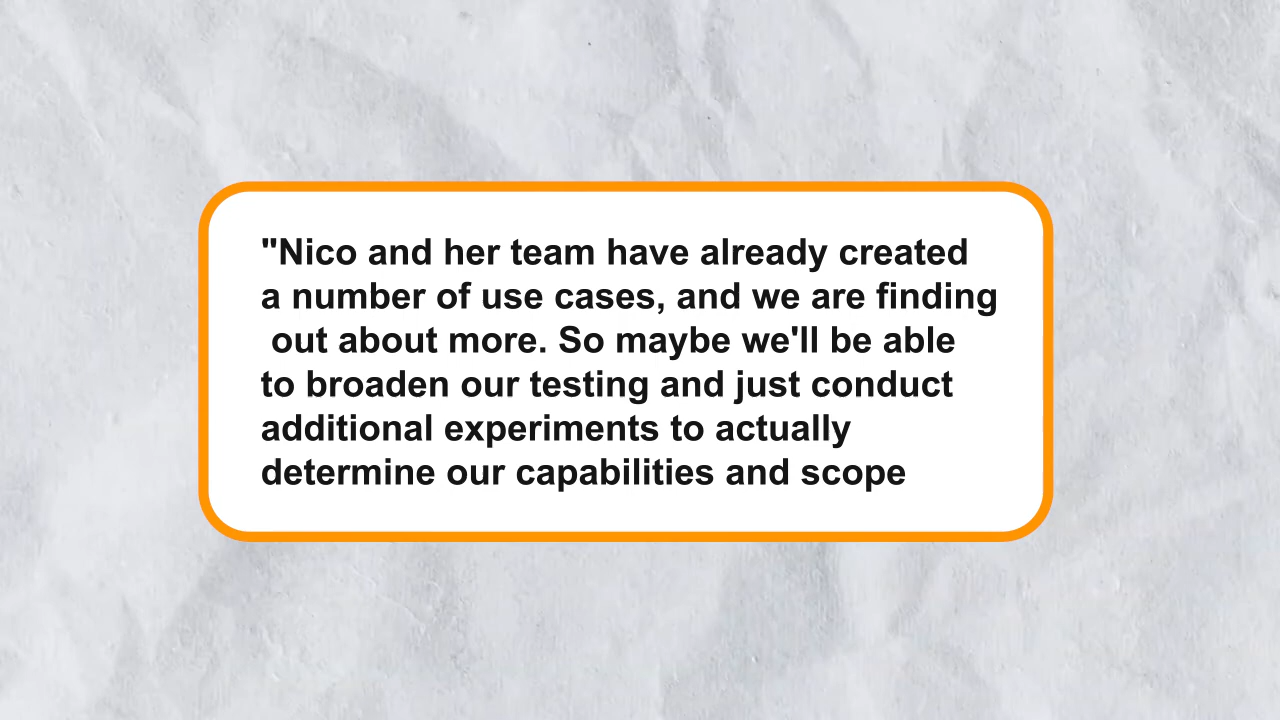 "Nico and her team have already created
a number of use cases, and we are finding
out about more. So maybe we'll be able
to broaden our testing and just conduct
additional experiments to actually
determine our capabilities and scope